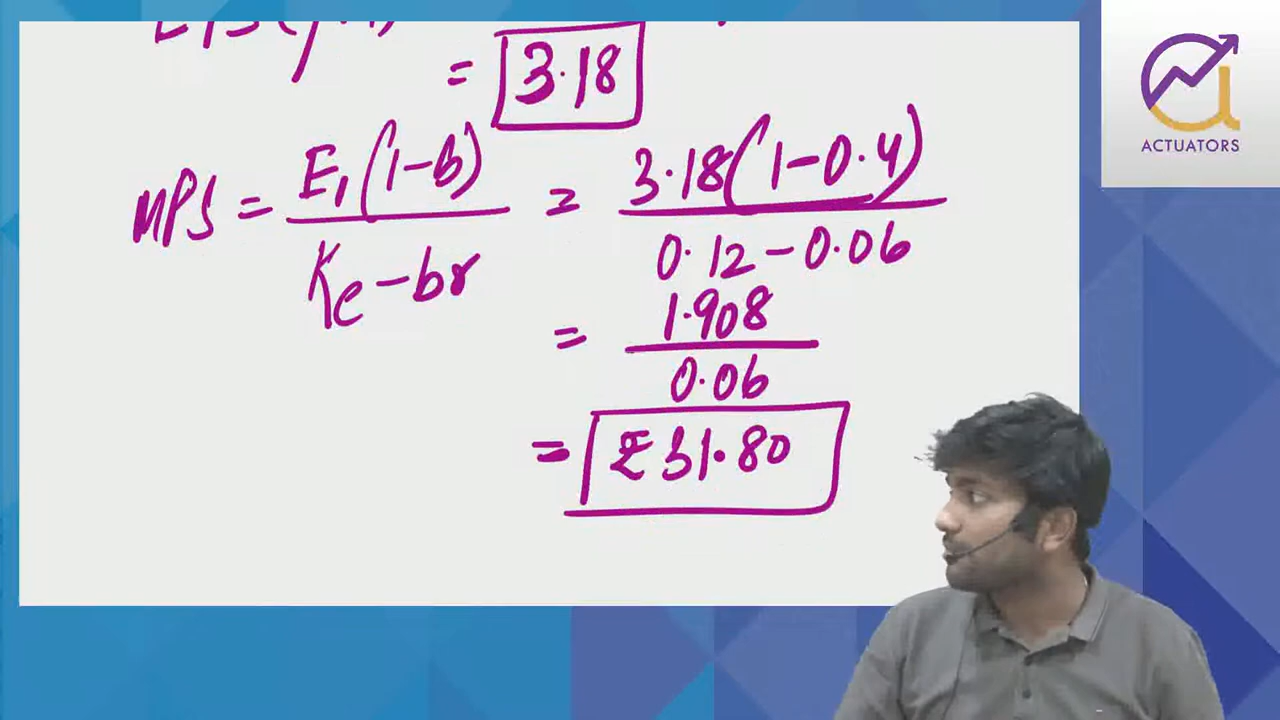 = 3.18
MPS = E₁(1-b) / Ke - br = 3.18(1-0.4) / 0.12-0.06
= 1.908 / 0.06
= ₹31.80
ACTUATORS